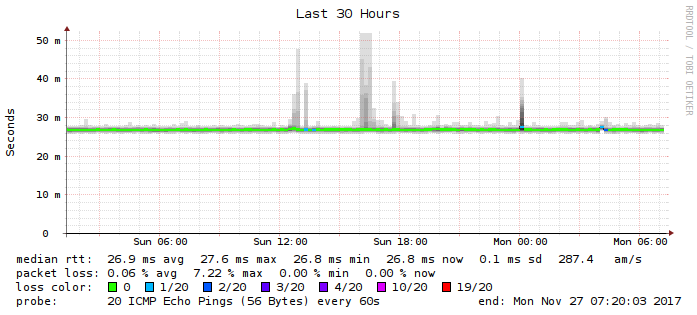 Last 30 Hours
RRDTOOL / TOBI OETIKER
Seconds
50 m
40 m
30 m
20 m
10 m
0
Sun 06:00 Sun 12:00 Sun 18:00 Mon 00:00 Mon 06:00
median rtt: 26.9 ms avg 27.6 ms max 26.8 ms min 26.8 ms now 0.1 ms sd 287.4 am/s
packet loss: 0.06 % avg 7.22 % max 0.00 % min 0.00 % now
loss color: 0 1/20 2/20 3/20 4/20 10/20 19/20
probe: 20 ICMP Echo Pings (56 Bytes) every 60s end: Mon Nov 27 07:20:03 2017